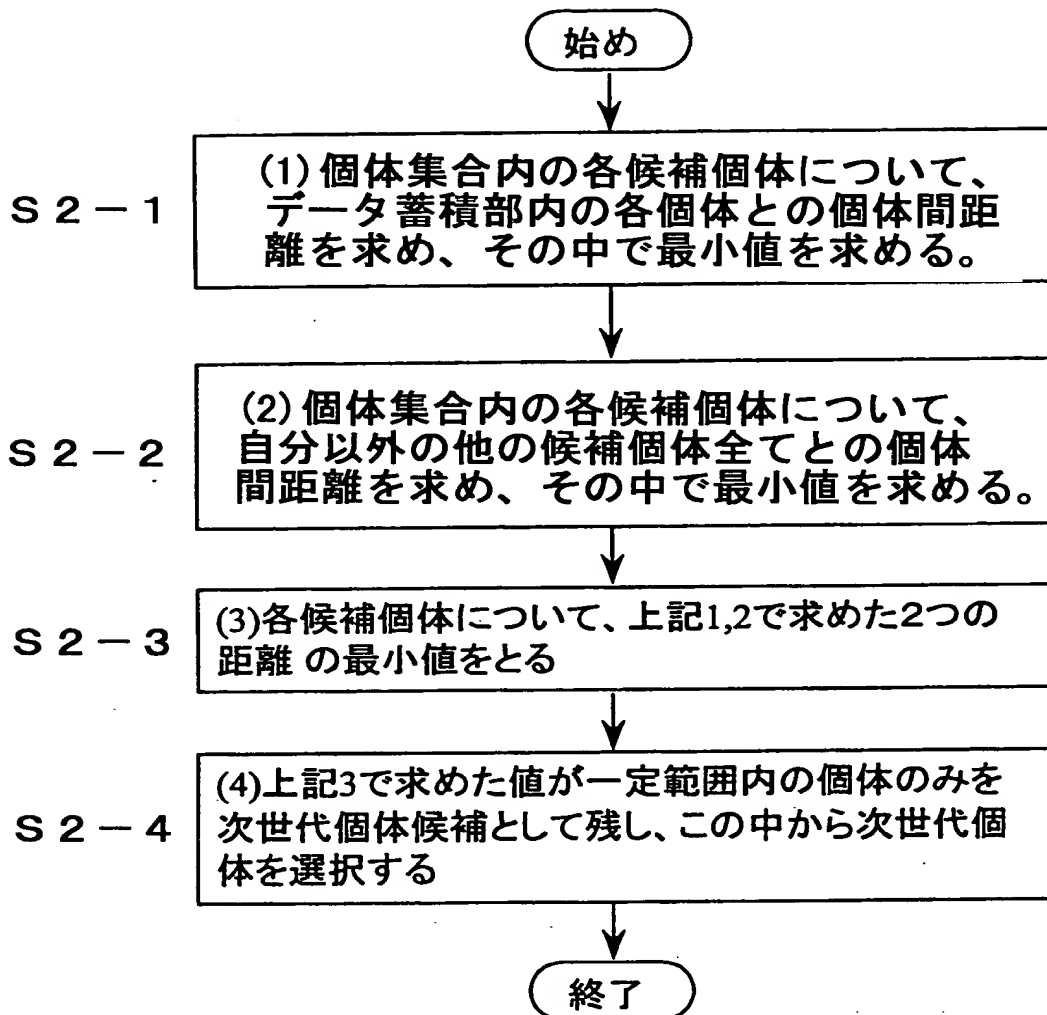 始め
S2-1
(1)個体集合内の各候補個体について、
データ蓄積部内の各個体との個体間距
離を求め、その中で最小値を求める。
S2-2
(2)個体集合内の各候補個体について、
自分以外の他の候補個体全てとの個体
間距離を求め、その中で最小値を求める。
S2-3
(3)各候補個体について、上記1,2で求めた2つの
距離 の最小値をとる
S2-4
(4)上記3で求めた値が一定範囲内の個体のみを
次世代個体候補として残し、この中から次世代個
体を選択する
終了